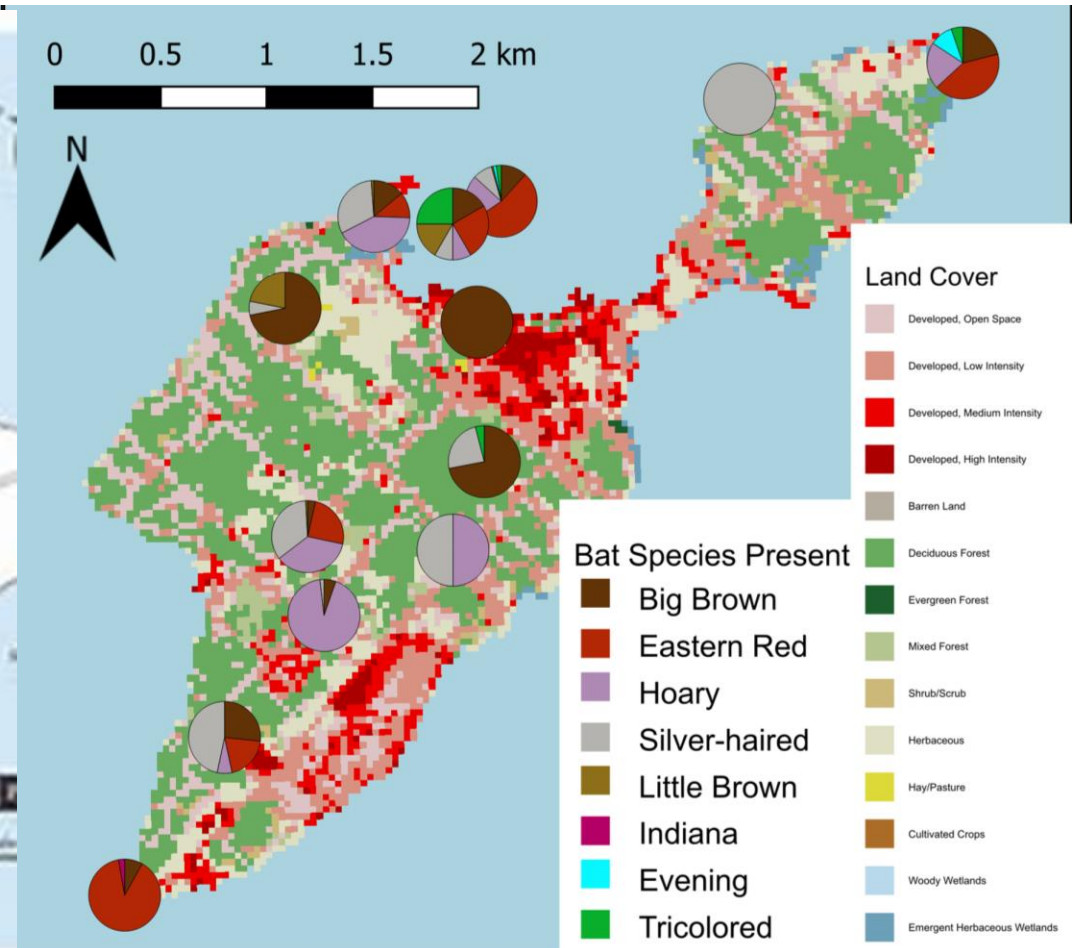 0 0.5 1 1.5 2 km
N
Land Cover
Developed, Open Space
Developed, Low Intensity
Developed, Medium Intensity
Developed, High Intensity
Barren Land
Deciduous Forest
Evergreen Forest
Mixed Forest
Shrub/Scrub
Herbaceous
Hay/Pasture
Cultivated Crops
Woody Wetlands
Emergent Herbaceous Wetlands
Bat Species Present
Big Brown
Eastern Red
Hoary
Silver-haired
Little Brown
Indiana
Evening
Tricolored